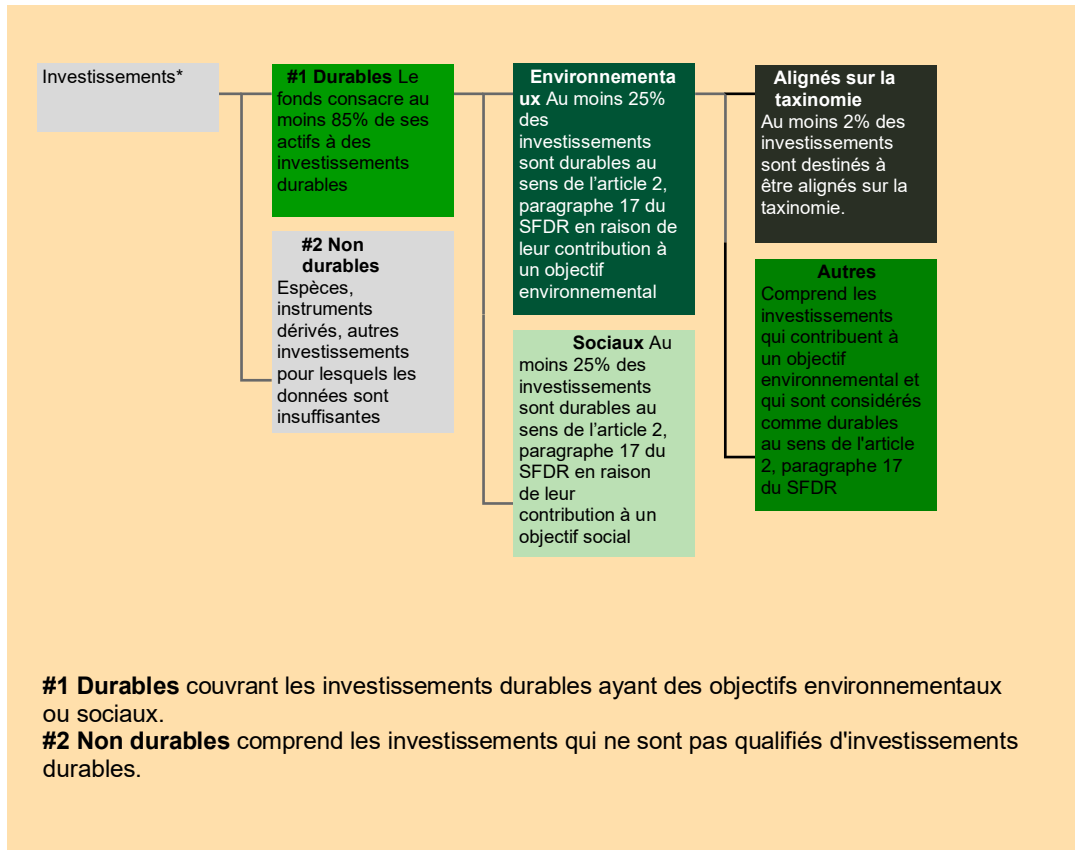 Investissements*
#1 Durables Le
fonds consacre au
moins 85% de ses
actifs à des
investissements
durables
#2 Non
durables
Espèces,
instruments
dérivés, autres
investissements
pour lesquels les
données sont
insuffisantes
Environnementa
ux Au moins 25%
des
investissements
sont durables au
sens de l’article 2,
paragraphe 17 du
SFDR en raison de
leur contribution à
un objectif
environnemental
Sociaux Au
moins 25% des
investissements
sont durables au
sens de l’article 2,
paragraphe 17 du
SFDR en raison
de leur
contribution à un
objectif social
Alignés sur la
taxinomie
Au moins 2% des
investissements
sont destinés à
être alignés sur la
taxinomie.
Autres
Comprend les
investissements
qui contribuent à
un objectif
environnemental et
qui sont considérés
comme durables
au sens de l'article
2, paragraphe 17
du SFDR
#1 Durables couvrant les investissements durables ayant des objectifs environnementaux
ou sociaux.
#2 Non durables comprend les investissements qui ne sont pas qualifiés d'investissements
durables.